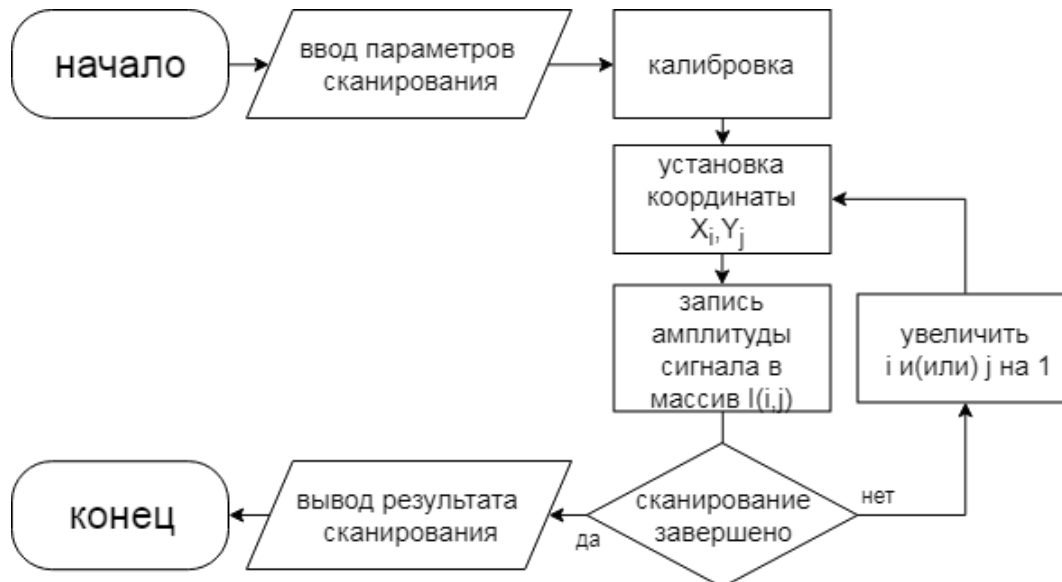 начало
ввод параметров
сканирования
калибровка
установка
координаты
Xi,Yj
запись
амплитуды
сигнала в
массив I(i,j)
увеличить
i и(или) j на 1
сканирование
завершено
нет
да
вывод результата
сканирования
конец